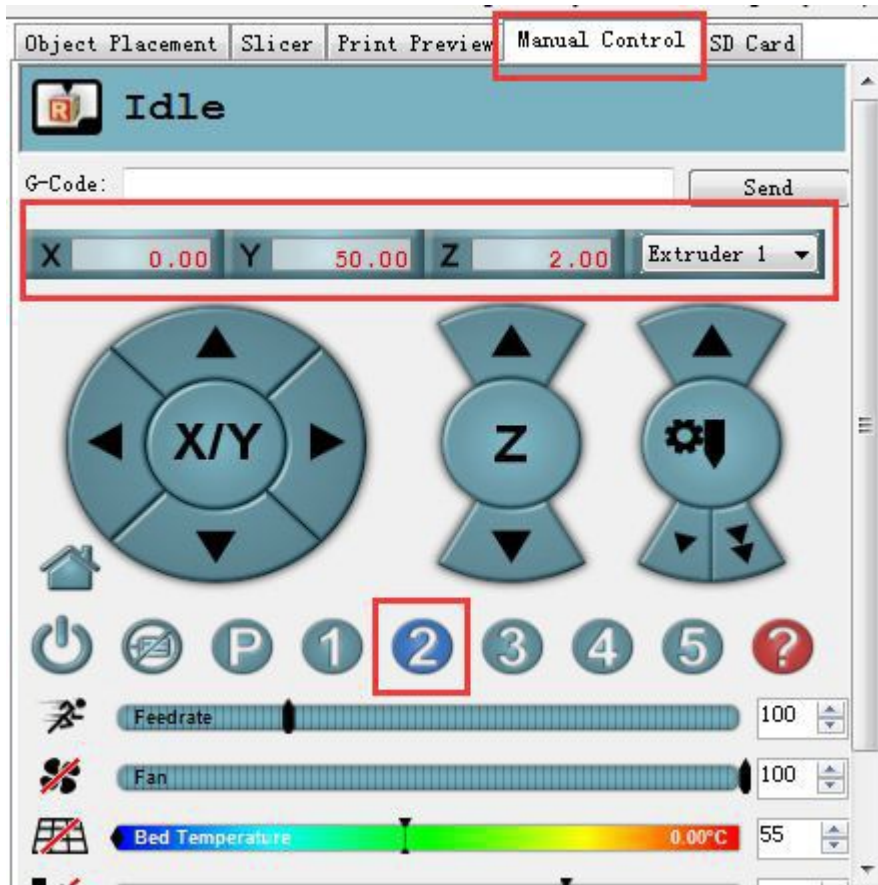 Object Placement Slicer Print Preview Manual Control SD Card
R Idle
G-Code: Send
X 0.00 Y 50.00 Z 2.00 Extruder 1
X/Y Z
P 1 2 3 4 5 ?
Feedrate 100
Fan 100
Bed Temperature 0.00°C 55